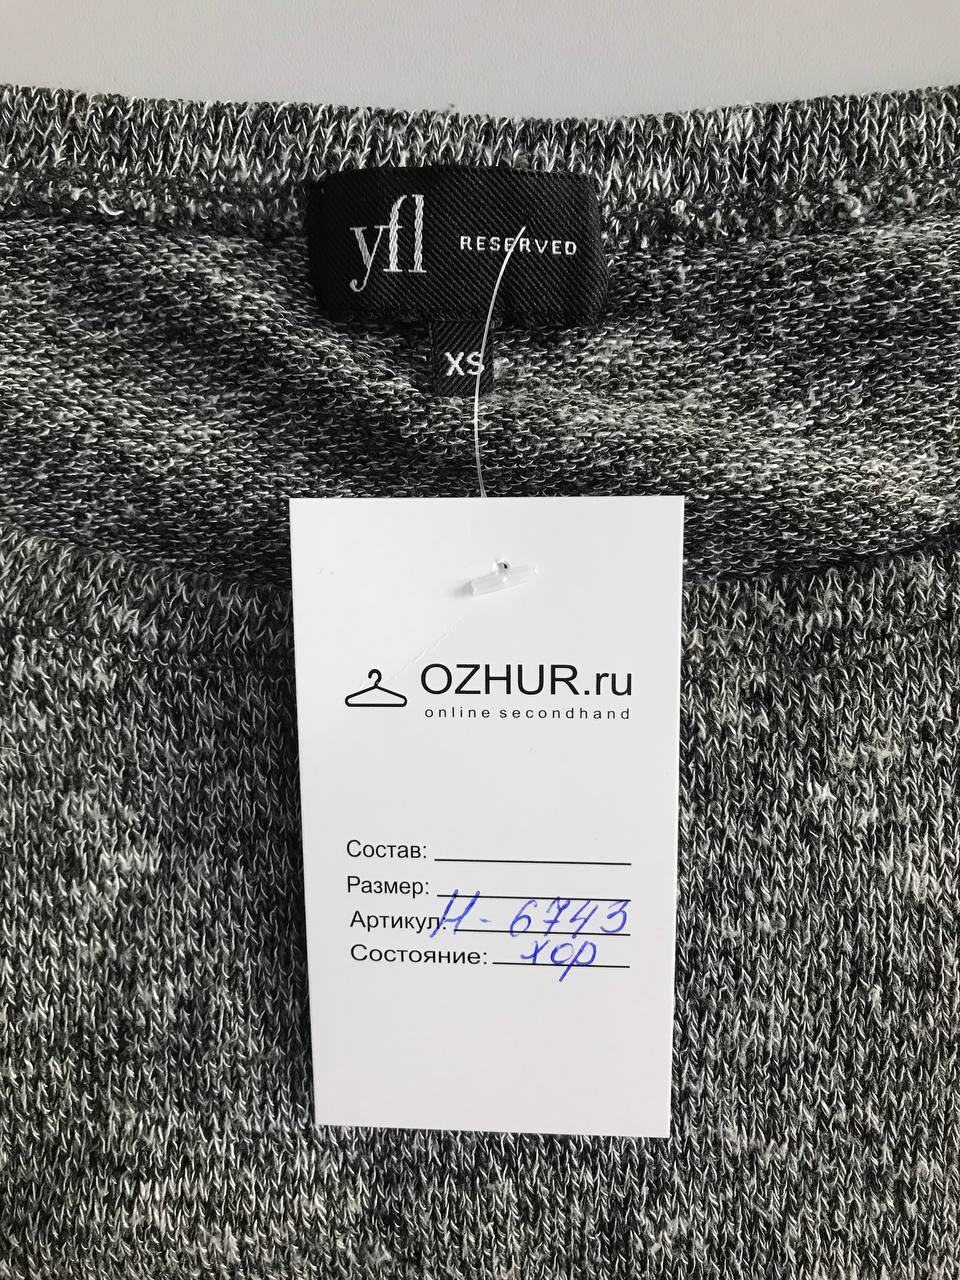 yfl RESERVED
XS
OZHUR.ru
online secondhand
Состав:
Размер:
Артикул: Н-6743
Состояние: хор